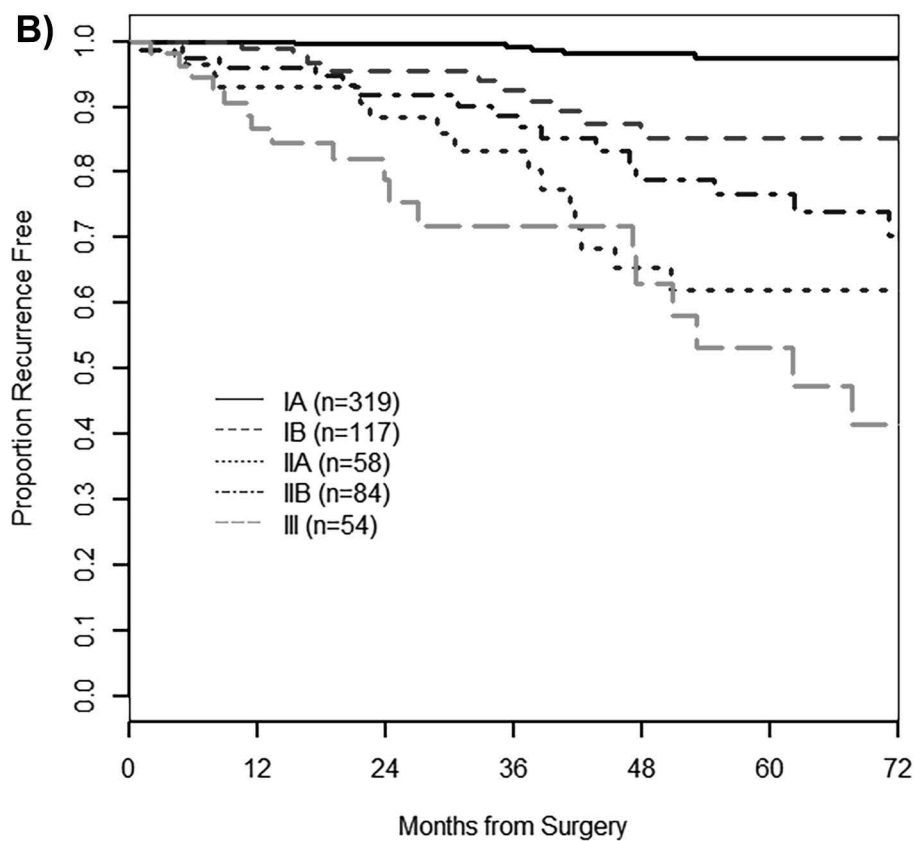 B)
Proportion Recurrence Free
1.0
0.9
0.8
0.7
0.6
0.5
0.4
0.3
0.2
0.1
0.0
IA (n=319)
IB (n=117)
IIA (n=58)
IIB (n=84)
III (n=54)
0 12 24 36 48 60 72
Months from Surgery